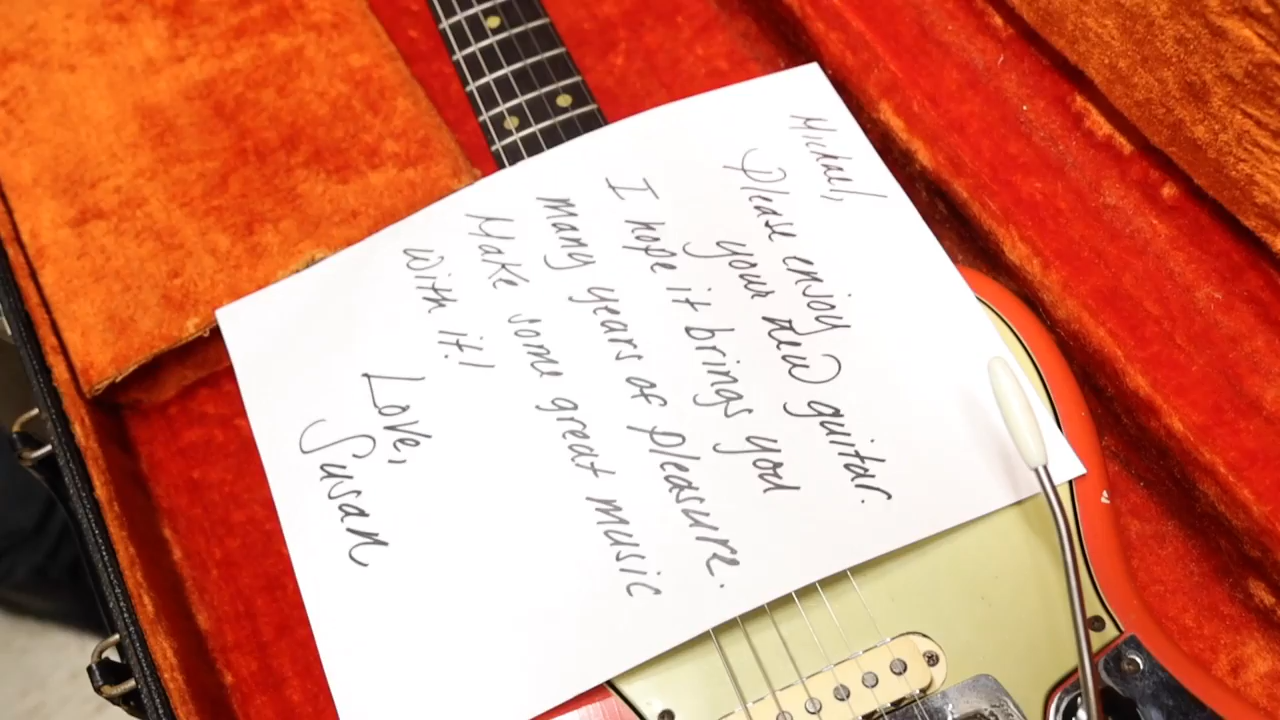 Michael,
Please enjoy
your new guitar.
I hope it brings you
many years of pleasure.
Make some great music
with it!
Love,
Susan